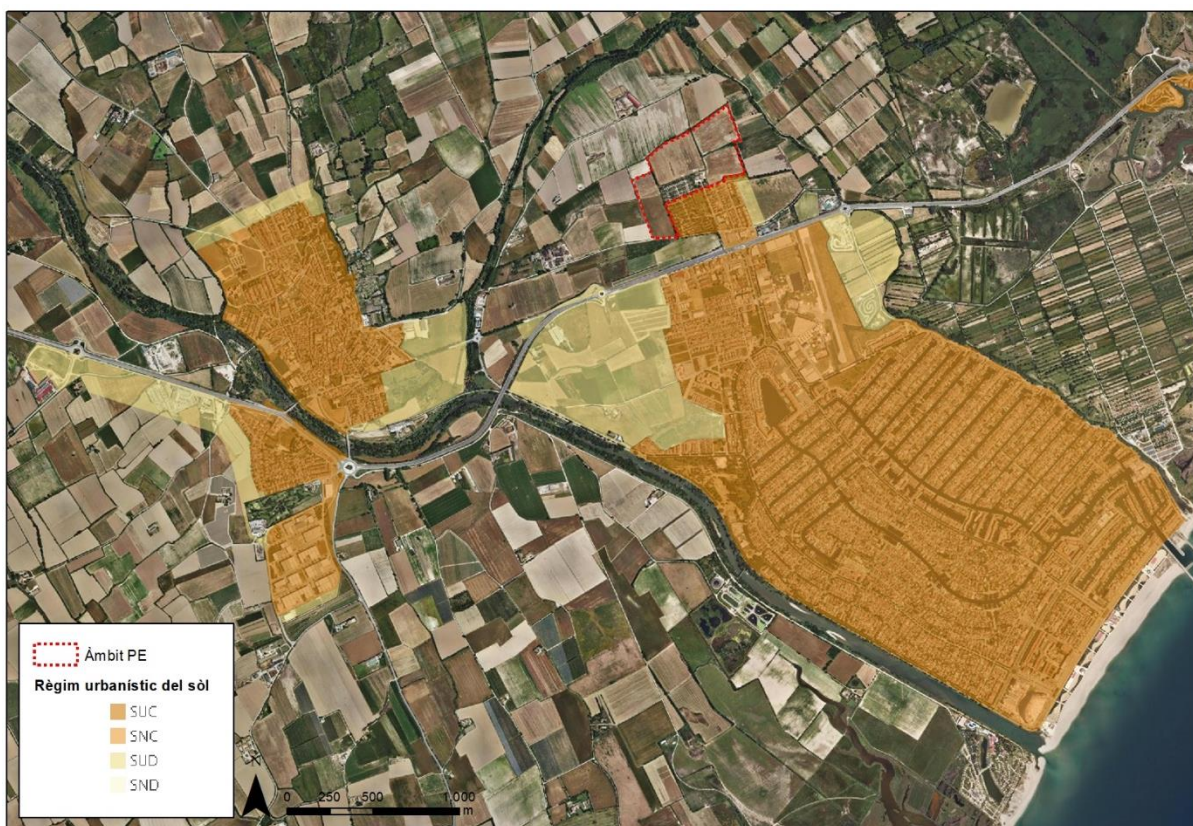 Àmbit PE
Règim urbanístic del sòl
SUC
SNC
SUD
SND
0 250 500 1.000
m